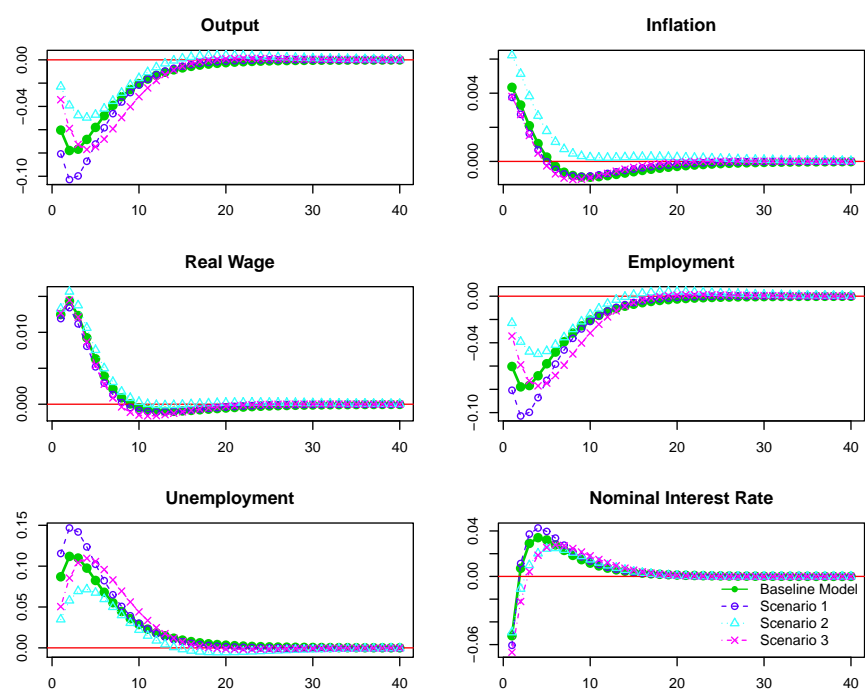 Output
0.00
−0.04
−0.10
0 10 20 30 40
Inflation
0.004
0.000
0 10 20 30 40
Real Wage
0.010
0.000
0 10 20 30 40
Employment
0.00
−0.04
−0.10
0 10 20 30 40
Unemployment
0.15
0.10
0.05
0.00
0 10 20 30 40
Nominal Interest Rate
0.04
0.00
−0.06
Baseline Model
Scenario 1
Scenario 2
Scenario 3
0 10 20 30 40